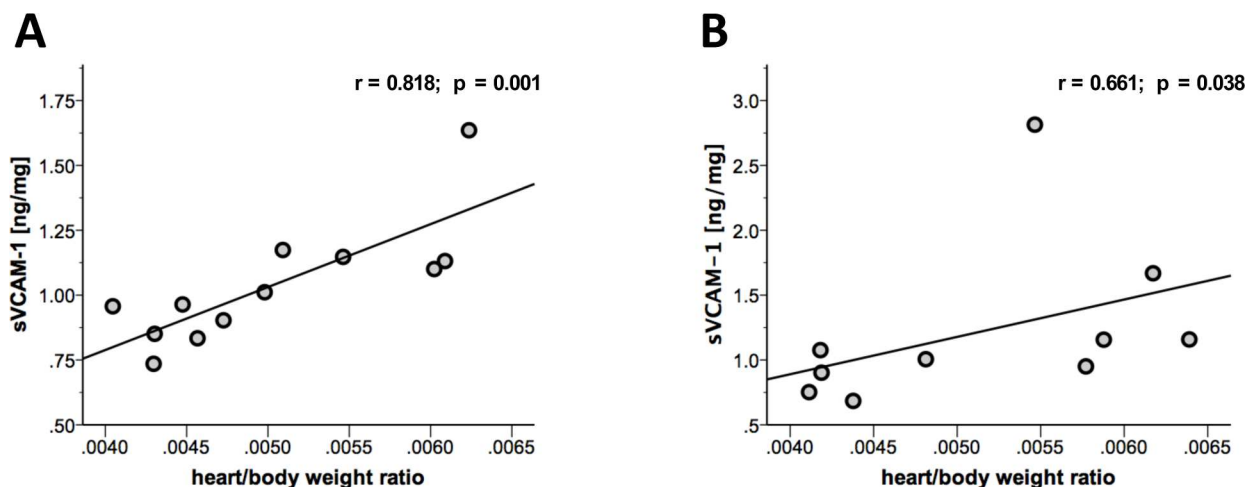 A
r = 0.818; p = 0.001
sVCAM-1 [ng/mg]
1.75
1.50
1.25
1.00
.75
.50
.0040 .0045 .0050 .0055 .0060 .0065
heart/body weight ratio
B
r = 0.661; p = 0.038
sVCAM-1 [ng/mg]
3.0
2.5
2.0
1.5
1.0
.5
.0040 .0045 .0050 .0055 .0060 .0065
heart/body weight ratio